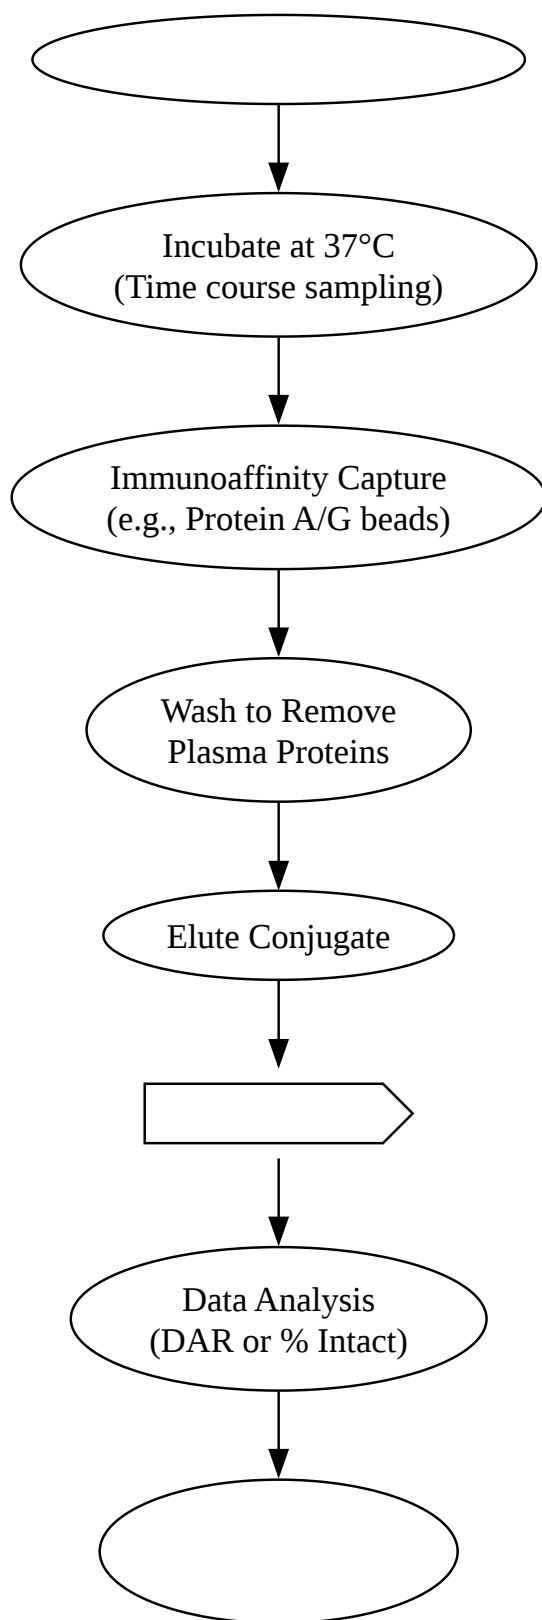 Incubate at 37°C
(Time course sampling)
Immunoaffinity Capture
(e.g., Protein A/G beads)
Wash to Remove
Plasma Proteins
Elute Conjugate
Data Analysis
(DAR or % Intact)